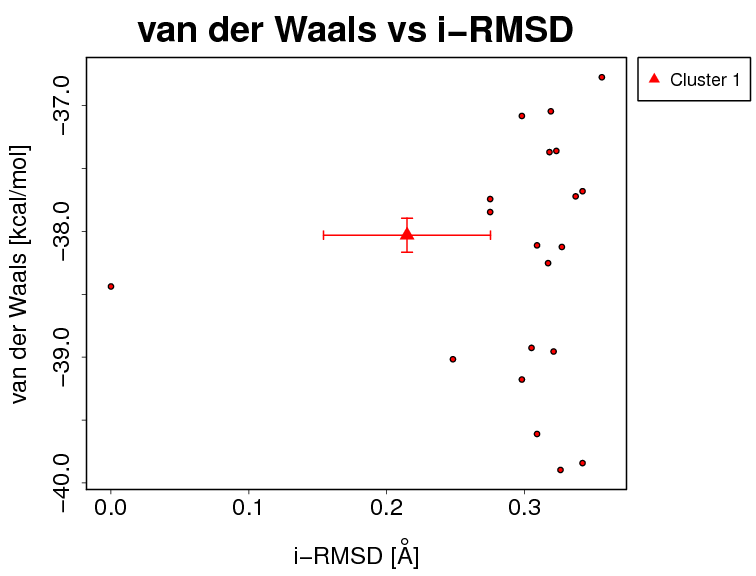 van der Waals vs i−RMSD
Cluster 1
van der Waals [kcal/mol]
−37.0
−38.0
−39.0
−40.0
0.0 0.1 0.2 0.3
i−RMSD [Å]